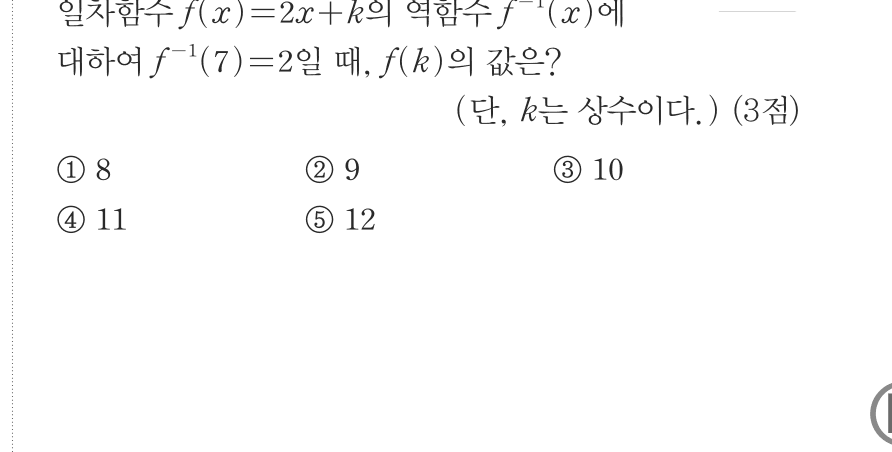 일차함수 f(x)=2x+k의 역함수 f⁻¹(x)에
대하여 f⁻¹(7)=2일 때, f(k)의 값은?
(단, k는 상수이다.) (3점)
① 8 ② 9 ③ 10
④ 11 ⑤ 12